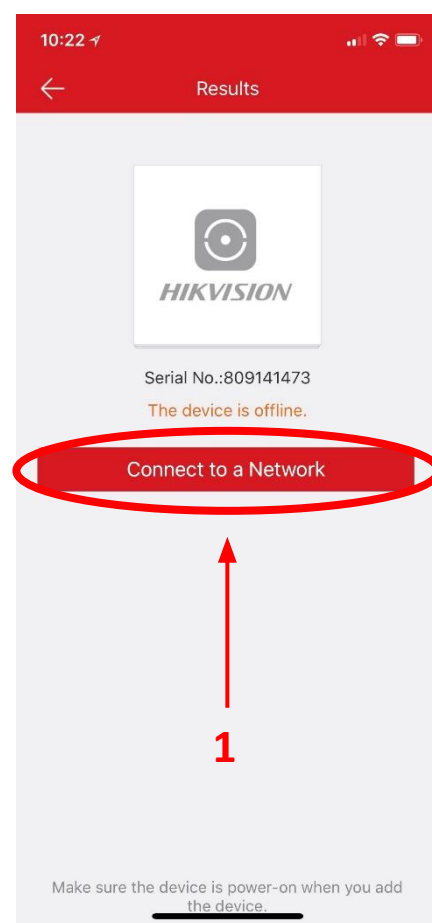 10:22
Results
HIKVISION
Serial No.:809141473
The device is offline.
Connect to a Network
1
Make sure the device is power-on when you add
the device.